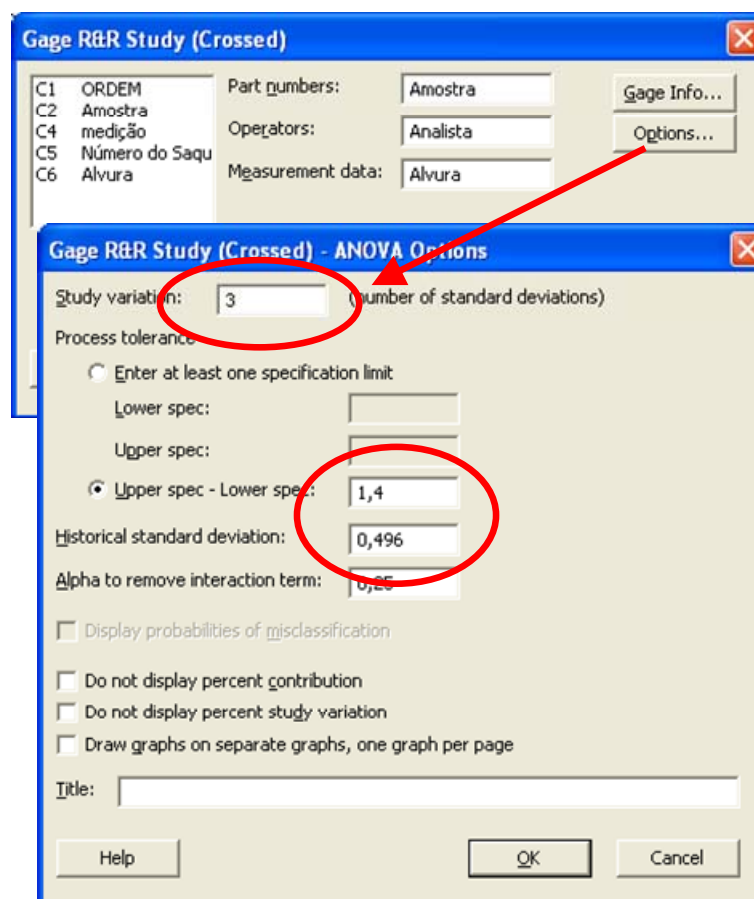 Gage R&R Study (Crossed)
C1 ORDEM
C2 Amostra
C4 medição
C5 Número do Saqu
C6 Alvura
Part numbers: Amostra
Operators: Analista
Measurement data: Alvura
Gage Info...
Options...
Gage R&R Study (Crossed) - ANOVA Options
Study variation: 3 (number of standard deviations)
Process tolerance
Enter at least one specification limit
Lower spec:
Upper spec:
Upper spec - Lower spec: 1,4
Historical standard deviation: 0,496
Alpha to remove interaction term: 0,25
Display probabilities of misclassification
Do not display percent contribution
Do not display percent study variation
Draw graphs on separate graphs, one graph per page
Title:
Help
OK
Cancel